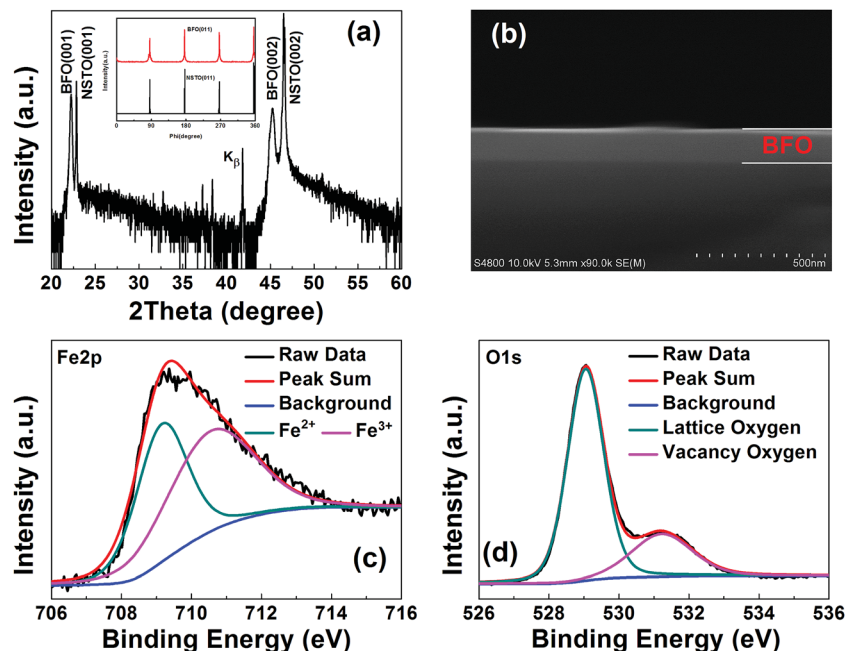 (a)
Intensity (a.u.)
BFO(001)
NSTO(001)
BFO(002)
NSTO(002)
Kβ
Intensity(a.u.)
BFO(011)
NSTO(011)
0 90 180 270 360
Phi(degree)
20 25 30 35 40 45 50 55 60
2Theta (degree)
(b)
BFO
S4800 10.0kV 5.3mm x90.0k SE(M)
500nm
Fe2p
Raw Data
Peak Sum
Background
Fe2+ Fe3+
(c)
Intensity (a.u.)
706 708 710 712 714 716
Binding Energy (eV)
O1s
Raw Data
Peak Sum
Background
Lattice Oxygen
Vacancy Oxygen
(d)
Intensity (a.u.)
526 528 530 532 534 536
Binding Energy (eV)